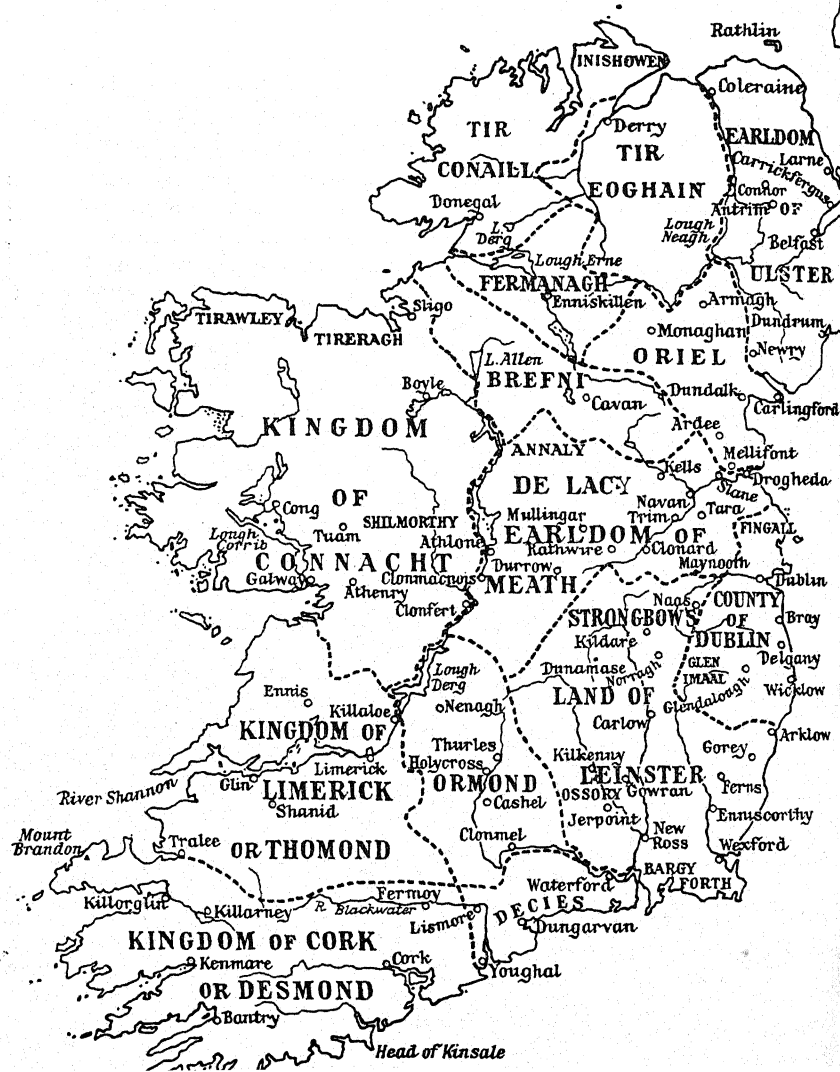 Rathlin
INISHOWEN
Coleraine
TIR
CONAILL
Derry
TIR
EOGHAIN
EARLDOM
Larne
Carrickfergus
Connor
Antrim
OF
Donegal
L. Derg
Lough
Neagh
Belfast
Lough Erne
FERMANAGH
Enniskillen
ULSTER
Armagh
Dundrum
Monaghan
ORIEL
Newry
Sligo
TIRAWLEY
TIRERAGH
L. Allen
BREFNI
Boyle
Cavan
Dundalk
Carlingford
Ardee
KINGDOM
ANNALY
Mellifont
Kells
Drogheda
DE LACY
Slane
OF
Navan
Tara
Cong
Mullingar
Trim
SHILMORTHY
FINGALL
Tuam
EARLDOM OF
Lough
Corrib
Athlone
Rathwire
Clonard
CONNACHT
Durrow
Maynooth
Galway
Clonmacnois
MEATH
Dublin
Athenry
Clonfert
Naas
COUNTY
STRONGBOWS
OF
Bray
Kildare
DUBLIN
Delgany
Lough
Derg
Dunamase
Norragh
GLEN
IMAAL
Glendalough
Wicklow
Ennis
Killaloe
Nenagh
LAND OF
Carlow
KINGDOM OF
Arklow
Thurles
Kilkenny
Gorey
Limerick
Holycross
River Shannon
Glin
LIMERICK
ORMOND
LEINSTER
Ferns
Shanid
Cashel
OSSORY
Gowran
Jerpoint
Enniscorthy
Mount
Brandon
Tralee
OR THOMOND
Clonmel
New
Ross
Wexford
BARGY
FORTH
Killorglin
Fermoy
Waterford
Killarney
R. Blackwater
Lismore
DECIES
Dungarvan
KINGDOM OF CORK
Kenmare
Cork
Youghal
OR DESMOND
Bantry
Head of Kinsale